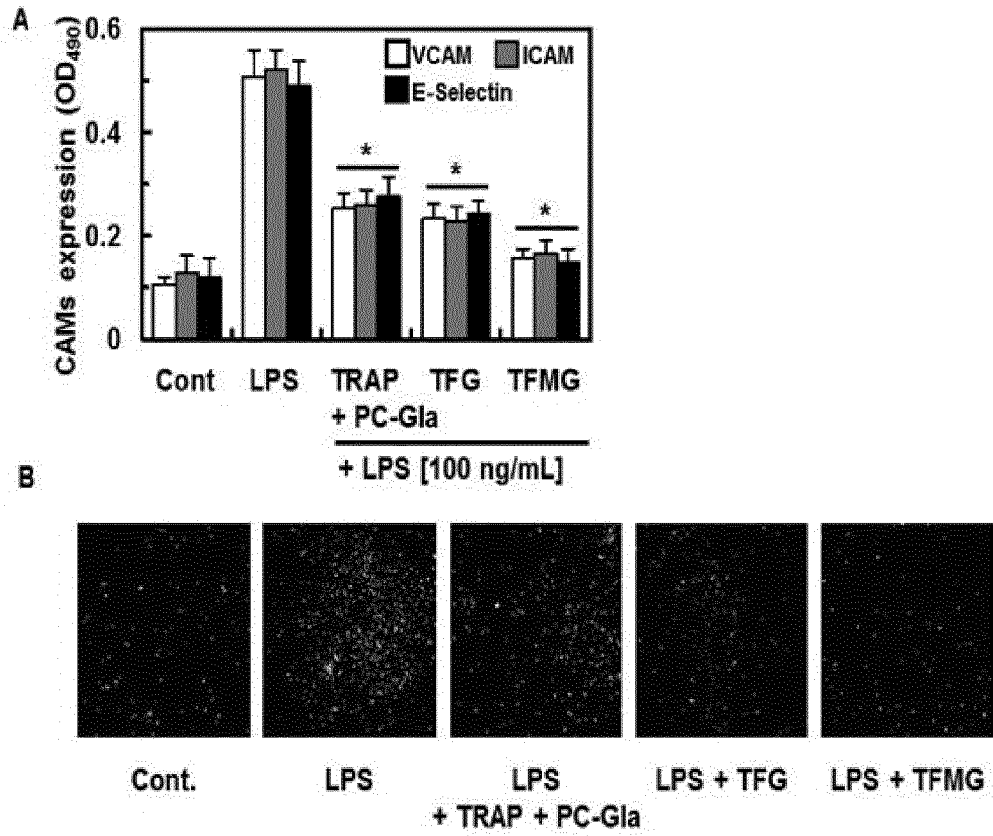 A
CAMs expression (OD490)
0.6
0.4
0.2
0
VCAM ICAM
E-Selectin
*
*
*
Cont LPS TRAP TFG TFMG
+ PC-Gla
+ LPS [100 ng/mL]
B
Cont. LPS LPS LPS + TFG LPS + TFMG
+ TRAP + PC-Gla